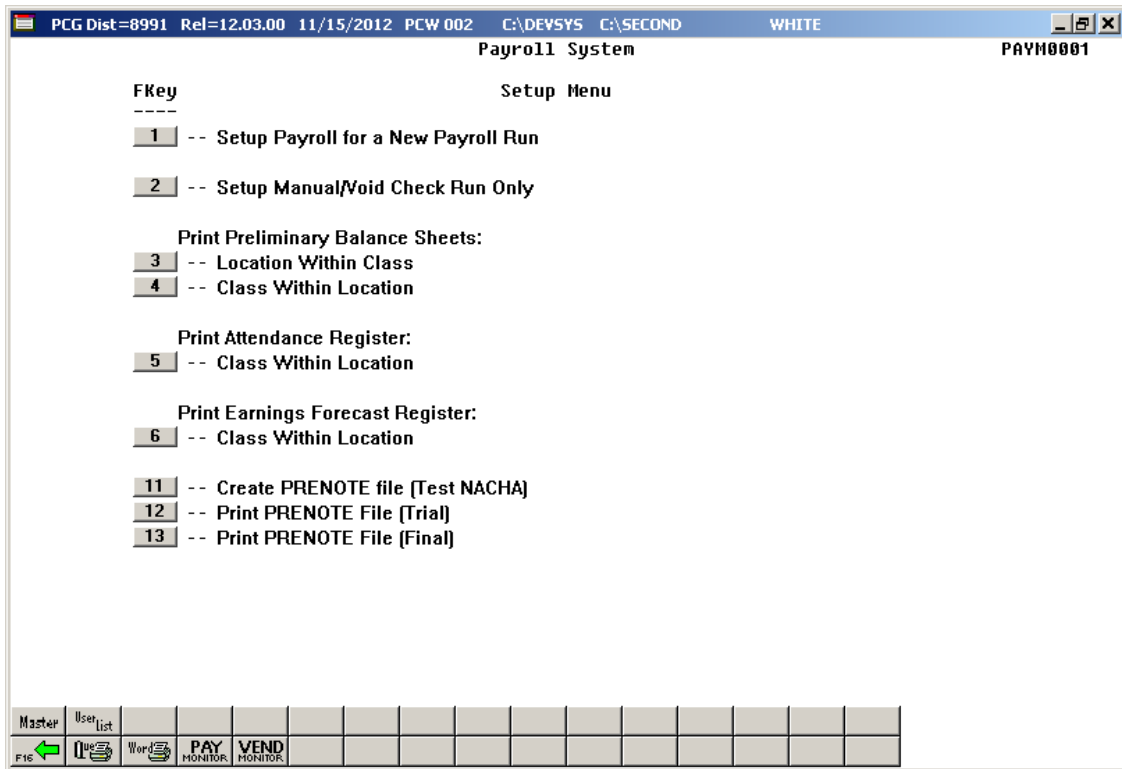 PCG Dist=8991 Rel=12.03.00 11/15/2012 PCW 002 C:\DEVSYS C:\SECOND WHITE
Payroll System PAYM0001
FKey Setup Menu
----
1 -- Setup Payroll for a New Payroll Run
2 -- Setup Manual/Void Check Run Only
Print Preliminary Balance Sheets:
3 -- Location Within Class
4 -- Class Within Location
Print Attendance Register:
5 -- Class Within Location
Print Earnings Forecast Register:
6 -- Class Within Location
11 -- Create PRENOTE file (Test NACHA)
12 -- Print PRENOTE File (Trial)
13 -- Print PRENOTE File (Final)
Master User List
F16 Que Word PAY MONITOR VEND MONITOR